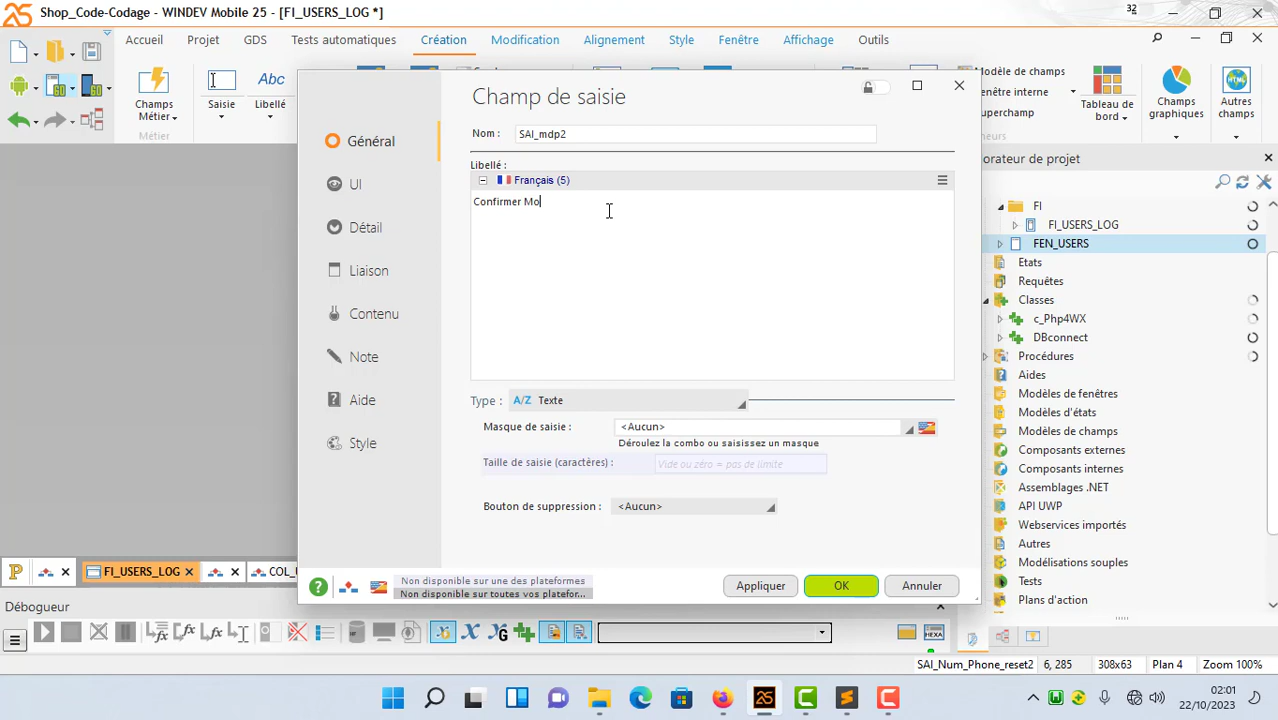 Shop_Code-Codage - WINDEV Mobile 25 - [FI_USERS_LOG *]
32
Accueil Projet GDS Tests automatiques Création Modification Alignement Style Fenêtre Affichage Outils
Champs Métier
Métier
Saisie
Abc
Libellé
Modèle de champs
Fenêtre interne
Superchamp
Tableau de bord
Champs graphiques
Autres champs
Champ de saisie
Nom : SAI_mdp2
Libellé :
Français (5)
Confirmer Mo
Général
UI
Détail
Liaison
Contenu
Note
Aide
Style
Type : A/Z Texte
Masque de saisie : <Aucun>
Déroulez la combo ou saisissez un masque
Taille de saisie (caractères) : Vide ou zéro = pas de limite
Bouton de suppression : <Aucun>
Non disponible sur une des plateformes
Non disponible sur toutes vos platefor...
Appliquer OK Annuler
orateur de projet
FI
FI_USERS_LOG
FEN_USERS
Etats
Requêtes
Classes
c_Php4WX
DBconnect
Procédures
Aides
Modèles de fenêtres
Modèles d'états
Modèles de champs
Composants externes
Composants internes
Assemblages .NET
API UWP
Webservices importés
Autres
Modélisations souples
Tests
Plans d'action
FI_USERS_LOG
COL_U
Débogueur
SAI_Num_Phone_reset2 6, 285 308x63 Plan 4 Zoom 100%
02:01
22/10/2023